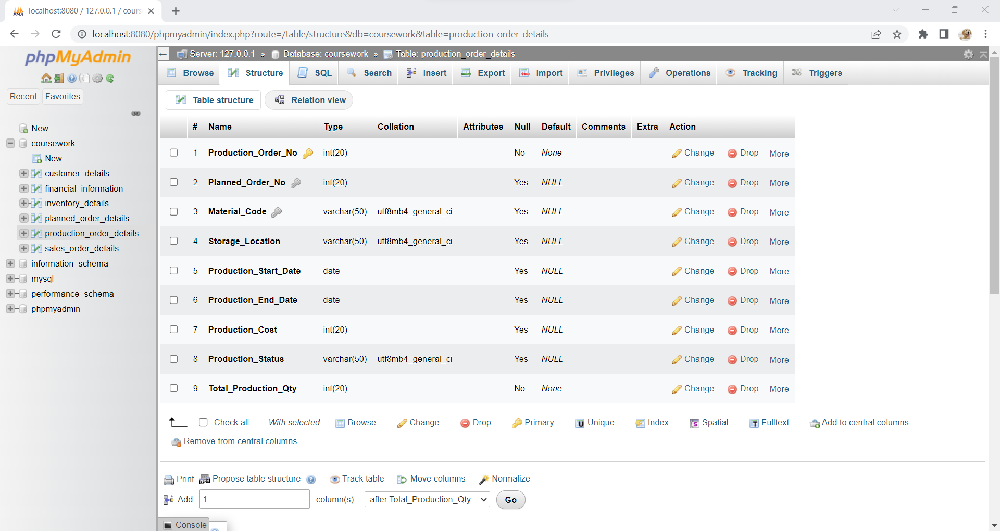 localhost:8080 / 127.0.0.1 / cours
localhost:8080/phpmyadmin/index.php?route=/table/structure&db=coursework&table=production_order_details
phpMyAdmin
Recent Favorites
New
coursework
New
customer_details
financial_information
inventory_details
planned_order_details
production_order_details
sales_order_details
information_schema
mysql
performance_schema
phpmyadmin
Server: 127.0.0.1 » Database: coursework » Table: production_order_details
Browse Structure SQL Search Insert Export Import Privileges Operations Tracking Triggers
Table structure Relation view
# Name Type Collation Attributes Null Default Comments Extra Action
1 Production_Order_No int(20) No None Change Drop More
2 Planned_Order_No int(20) Yes NULL Change Drop More
3 Material_Code varchar(50) utf8mb4_general_ci Yes NULL Change Drop More
4 Storage_Location varchar(50) utf8mb4_general_ci Yes NULL Change Drop More
5 Production_Start_Date date Yes NULL Change Drop More
6 Production_End_Date date Yes NULL Change Drop More
7 Production_Cost int(20) Yes NULL Change Drop More
8 Production_Status varchar(50) utf8mb4_general_ci Yes NULL Change Drop More
9 Total_Production_Qty int(20) No None Change Drop More
Check all With selected: Browse Change Drop Primary Unique Index Spatial Fulltext Add to central columns
Remove from central columns
Print Propose table structure Track table Move columns Normalize
Add 1 column(s) after Total_Production_Qty Go
Console